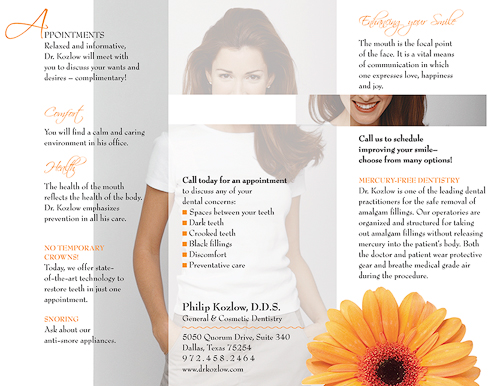 APPOINTMENTS
Relaxed and informative,
Dr. Kozlow will meet with
you to discuss your wants and
desires – complimentary!
Comfort
You will find a calm and caring
environment in his office.
Health
The health of the mouth
reflects the health of the body.
Dr. Kozlow emphasizes
prevention in all his care.
NO TEMPORARY
CROWNS!
Today, we offer state-
of-the-art technology to
restore teeth in just one
appointment.
SNORING
Ask about our
anti-snore appliances.
Call today for an appointment
to discuss any of your
dental concerns:
Spaces between your teeth
Dark teeth
Crooked teeth
Black fillings
Discomfort
Preventative care
Philip Kozlow, D.D.S.
General & Cosmetic Dentistry
5050 Quorum Drive, Suite 340
Dallas, Texas 75254
972.458.2464
www.drkozlow.com
Enhancing your Smile
The mouth is the focal point
of the face. It is a vital means
of communication in which
one expresses love, happiness
and joy.
Call us to schedule
improving your smile–
choose from many options!
MERCURY-FREE DENTISTRY
Dr. Kozlow is one of the leading dental
practitioners for the safe removal of
amalgam fillings. Our operatories are
organized and structured for taking
out amalgam fillings without releasing
mercury into the patient's body. Both
the doctor and patient wear protective
gear and breathe medical grade air
during the procedure.